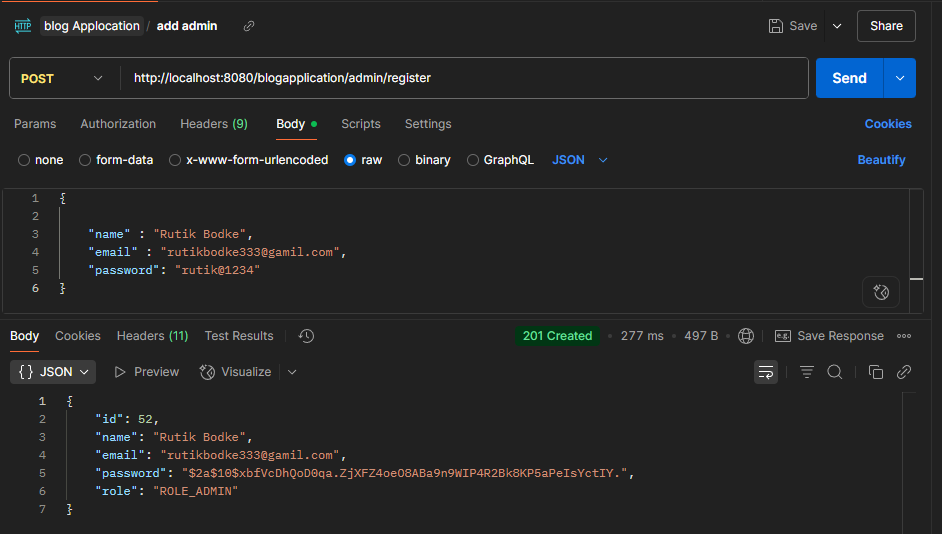 HTTP blog Applocation / add admin Save Share
POST http://localhost:8080/blogapplication/admin/register Send
Params Authorization Headers (9) Body Scripts Settings Cookies
none form-data x-www-form-urlencoded raw binary GraphQL JSON Beautify
1 {
2
3 "name" : "Rutik Bodke",
4 "email" : "rutikbodke333@gamil.com",
5 "password": "rutik@1234"
6 }
Body Cookies Headers (11) Test Results 201 Created 277 ms 497 B e.g. Save Response
{} JSON Preview Visualize
1 {
2 "id": 52,
3 "name": "Rutik Bodke",
4 "email": "rutikbodke333@gamil.com",
5 "password": "$2a$10$xbfVcDhQoD0qa.ZjXFZ4oeO8ABa9n9WIP4R2Bk8KP5aPeIsYctIY.",
6 "role": "ROLE_ADMIN"
7 }